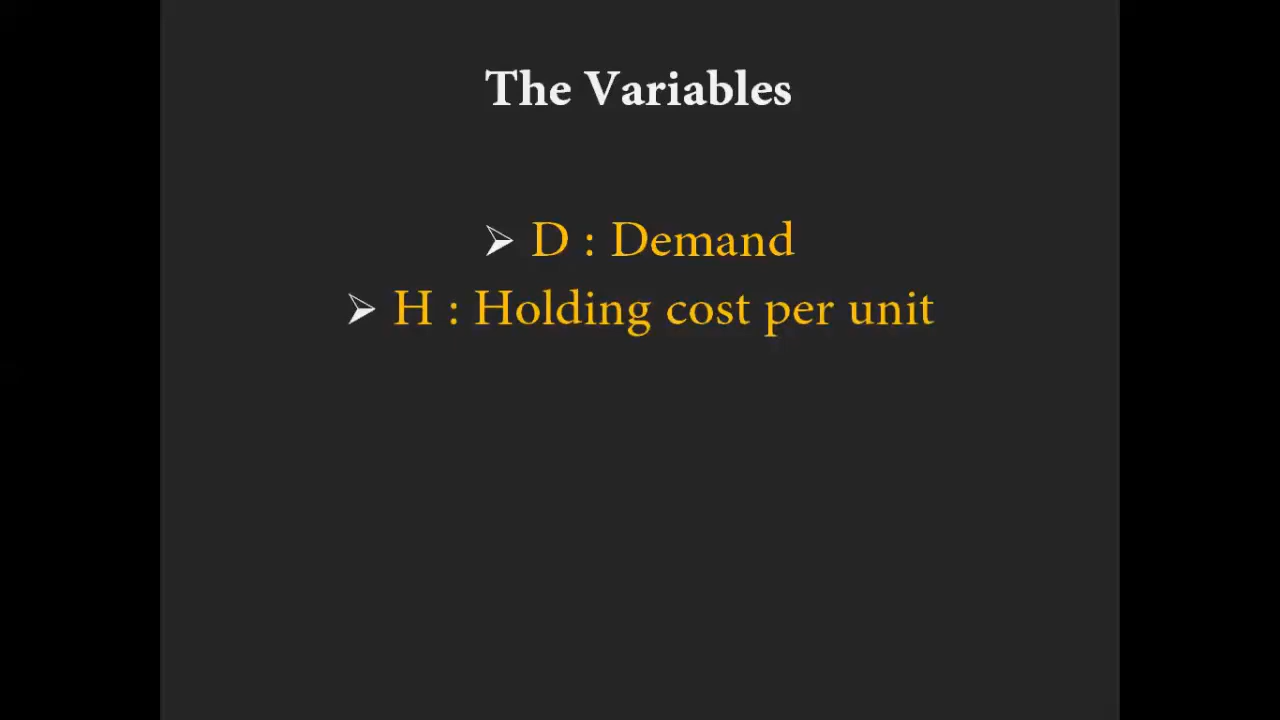 The Variables
➢ D : Demand
➢ H : Holding cost per unit